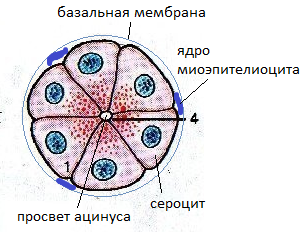 базальная мембрана
ядро
миоэпителиоцита
4
1
просвет ацинуса
сероцит